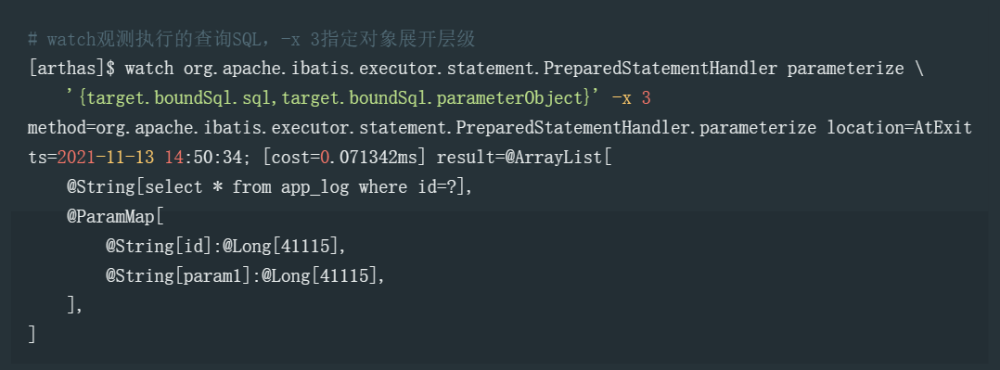 # watch观测执行的查询SQL，-x 3指定对象展开层级
[arthas]$ watch org.apache.ibatis.executor.statement.PreparedStatementHandler parameterize \
    '{target.boundSql.sql,target.boundSql.parameterObject}' -x 3
method=org.apache.ibatis.executor.statement.PreparedStatementHandler.parameterize location=AtExit
ts=2021-11-13 14:50:34; [cost=0.071342ms] result=@ArrayList[
    @String[select * from app_log where id=?],
    @ParamMap[
        @String[id]:@Long[41115],
        @String[param1]:@Long[41115],
    ],
]